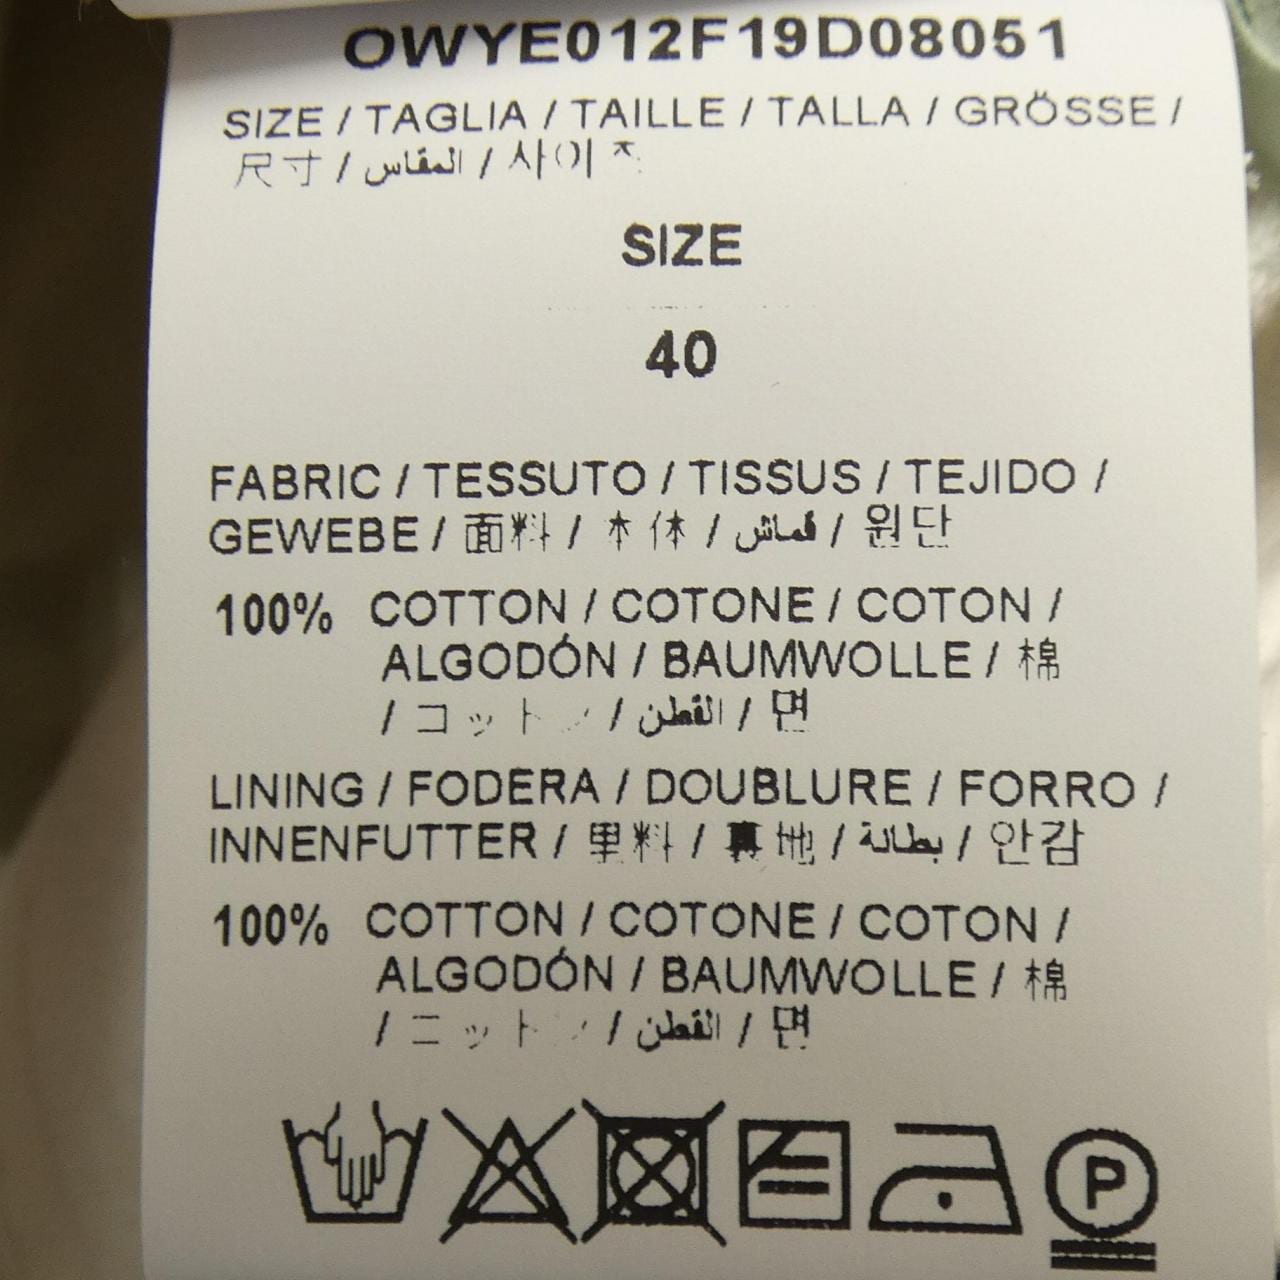 OWYE012F19D08051
SIZE / TAGLIA / TAILLE / TALLA / GRÖSSE /
尺寸 / المقاس / 사이즈
SIZE
40
FABRIC / TESSUTO / TISSUS / TEJIDO /
GEWEBE / 面料 / 本体 / قماش / 원단
100% COTTON / COTONE / COTON /
ALGODÓN / BAUMWOLLE / 棉
/ コットン / القطن / 면
LINING / FODERA / DOUBLURE / FORRO /
INNENFUTTER / 里料 / 裏地 / بطانة / 안감
100% COTTON / COTONE / COTON /
ALGODÓN / BAUMWOLLE / 棉
/ コットン / القطن / 면
P